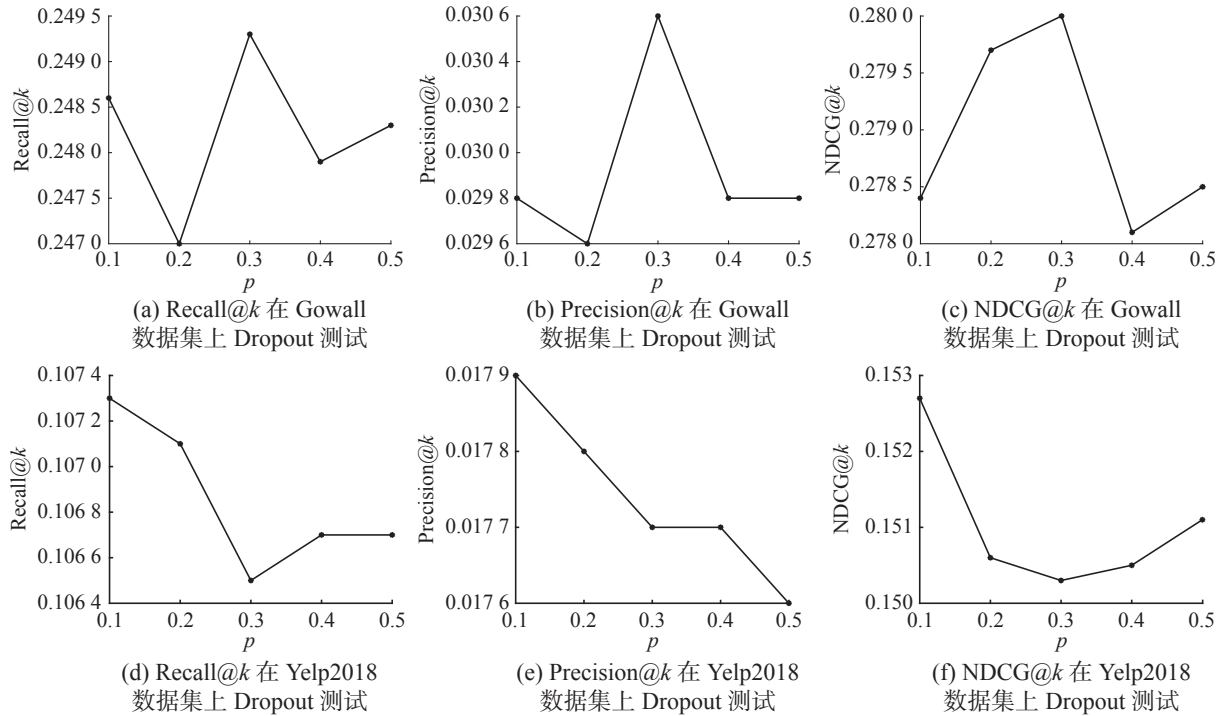 0.249 5
0.249 0
0.248 5
0.248 0
0.247 5
0.247 0
Recall@k
0.1 0.2 0.3 0.4 0.5
p
(a) Recall@k 在 Gowall
数据集上 Dropout 测试
0.030 6
0.030 4
0.030 2
0.030 0
0.029 8
0.029 6
Precision@k
0.1 0.2 0.3 0.4 0.5
p
(b) Precision@k 在 Gowall
数据集上 Dropout 测试
0.280 0
0.279 5
0.279 0
0.278 5
0.278 0
NDCG@k
0.1 0.2 0.3 0.4 0.5
p
(c) NDCG@k 在 Gowall
数据集上 Dropout 测试
0.107 4
0.107 2
0.107 0
0.106 8
0.106 6
0.106 4
Recall@k
0.1 0.2 0.3 0.4 0.5
p
(d) Recall@k 在 Yelp2018
数据集上 Dropout 测试
0.017 9
0.017 8
0.017 7
0.017 6
Precision@k
0.1 0.2 0.3 0.4 0.5
p
(e) Precision@k 在 Yelp2018
数据集上 Dropout 测试
0.153
0.152
0.151
0.150
NDCG@k
0.1 0.2 0.3 0.4 0.5
p
(f) NDCG@k 在 Yelp2018
数据集上 Dropout 测试